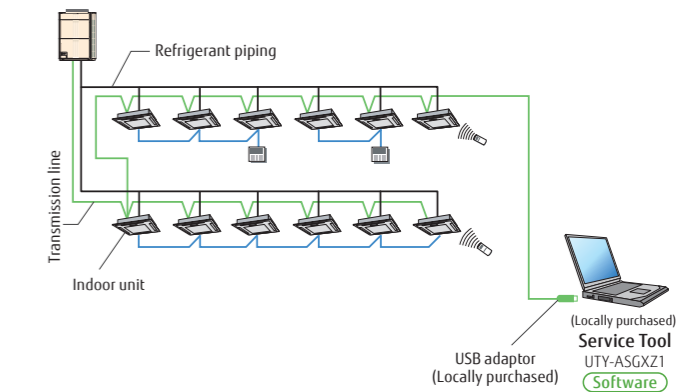 Refrigerant piping
Transmission line
Indoor unit
USB adaptor
(Locally purchased)
(Locally purchased)
Service Tool
UTY-ASGXZ1
Software